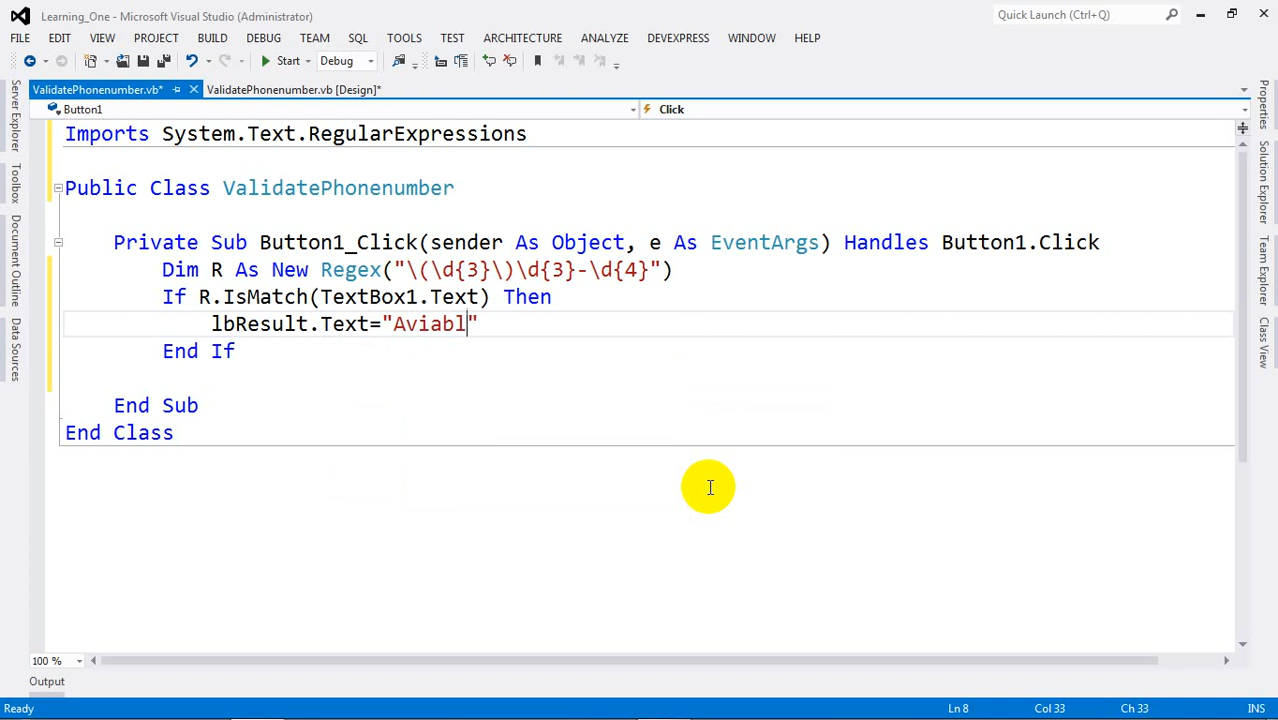 Learning_One - Microsoft Visual Studio (Administrator)
Quick Launch (Ctrl+Q)
FILE EDIT VIEW PROJECT BUILD DEBUG TEAM SQL TOOLS TEST ARCHITECTURE ANALYZE DEVEXPRESS WINDOW HELP
Start Debug
ValidatePhonenumber.vb* ValidatePhonenumber.vb [Design]*
Button1 Click
Server Explorer
Toolbox
Document Outline
Data Sources
Imports System.Text.RegularExpressions
Public Class ValidatePhonenumber
Private Sub Button1_Click(sender As Object, e As EventArgs) Handles Button1.Click
Dim R As New Regex("\(\d{3}\)\d{3}-\d{4}")
If R.IsMatch(TextBox1.Text) Then
lbResult.Text="Aviabl"
End If
End Sub
End Class
Properties
Solution Explorer
Team Explorer
Class View
100 %
Output
Ready Ln 8 Col 33 Ch 33 INS